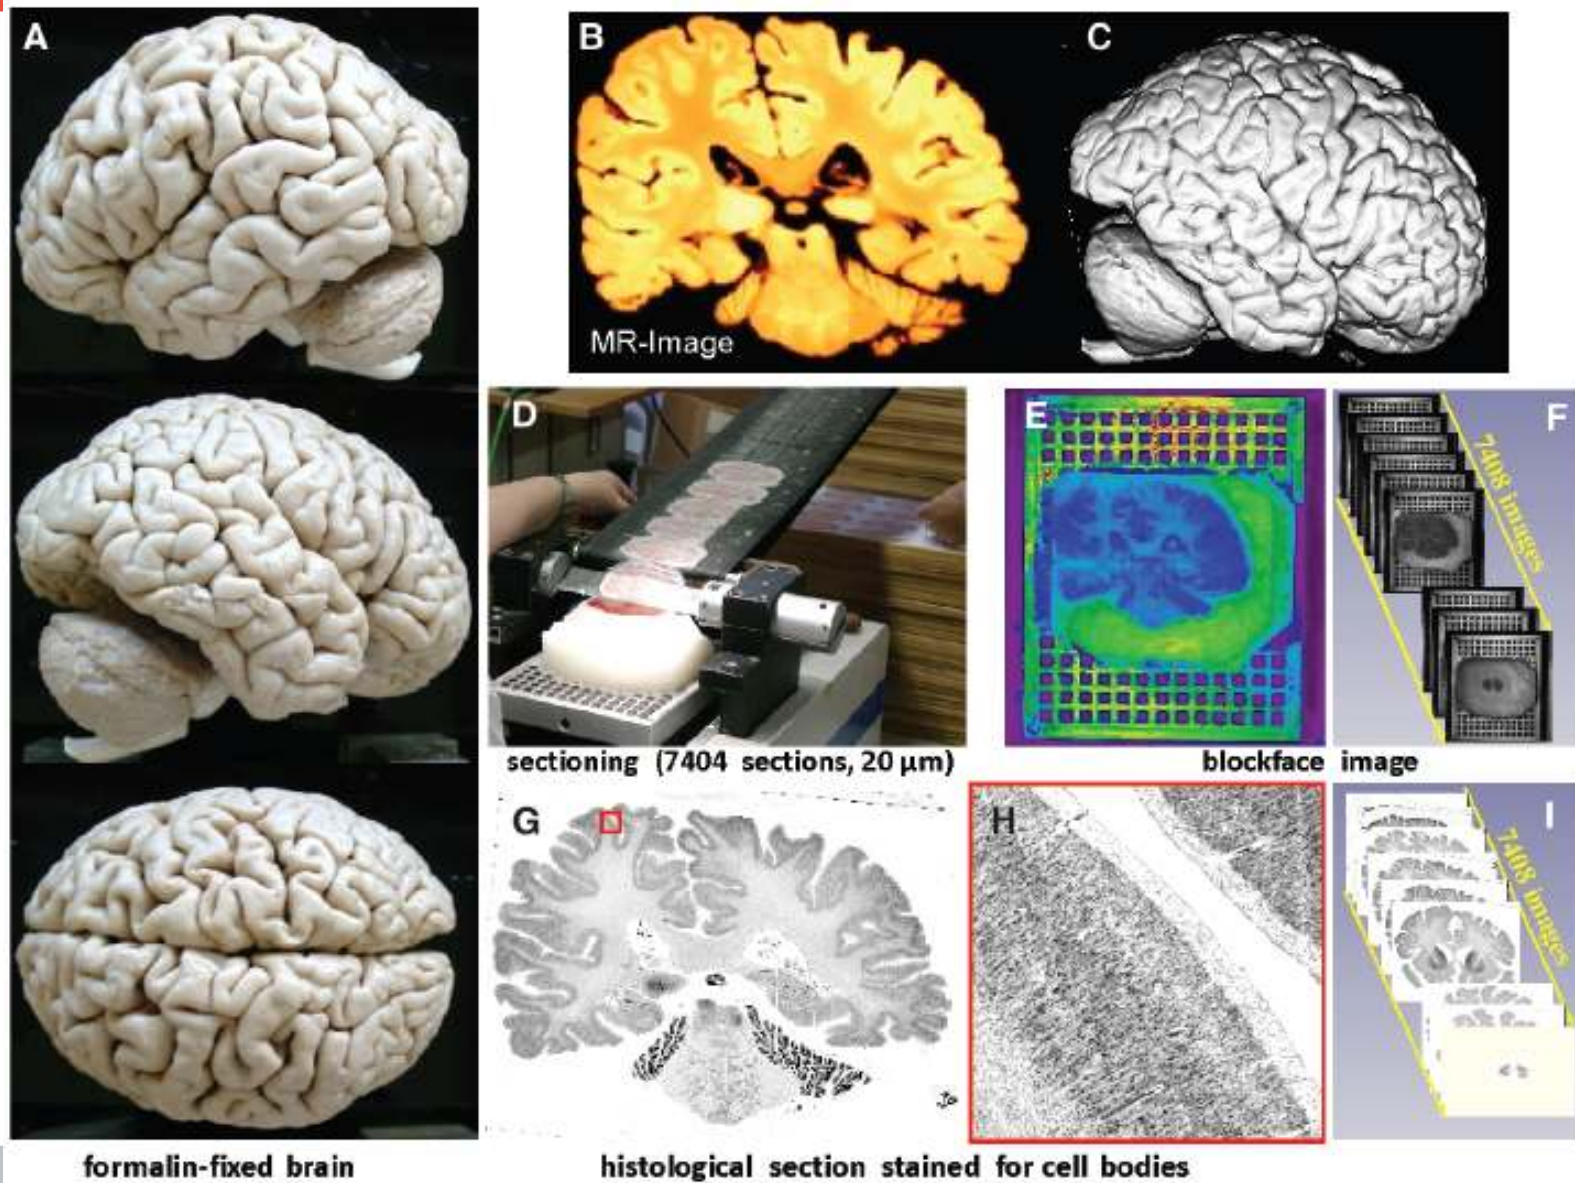 A
B
C
MR-Image
D
E
F
7408 images
sectioning (7404 sections, 20 µm)
blockface image
G
H
I
7408 images
formalin-fixed brain
histological section stained for cell bodies